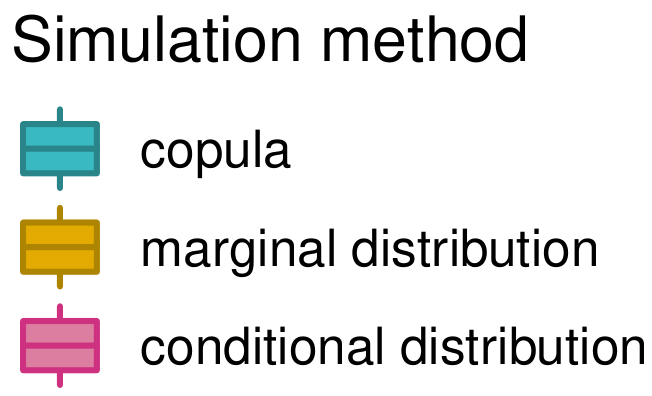 Simulation method
copula
marginal distribution
conditional distribution